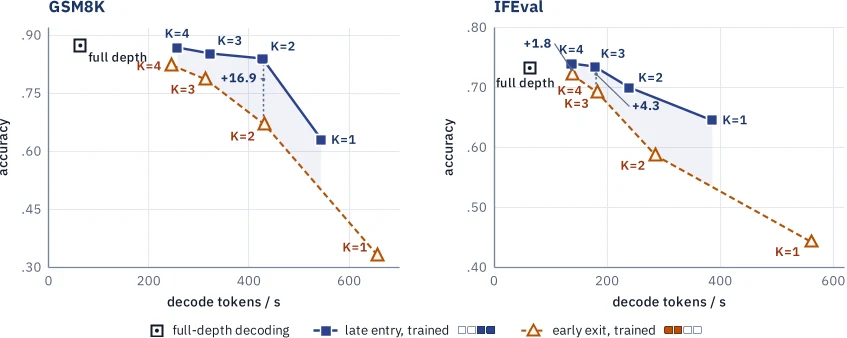 GSM8K
.90
.75
.60
.45
.30
accuracy
0
200
400
600
decode tokens / s
full depth
K=4
K=3
K=2
K=1
+16.9
K=4
K=3
K=2
K=1
IFEval
.80
.70
.60
.50
.40
accuracy
0
200
400
600
decode tokens / s
full depth
+1.8
K=4
K=3
K=2
K=1
+4.3
K=4
K=3
K=2
K=1
full-depth decoding
late entry, trained
early exit, trained